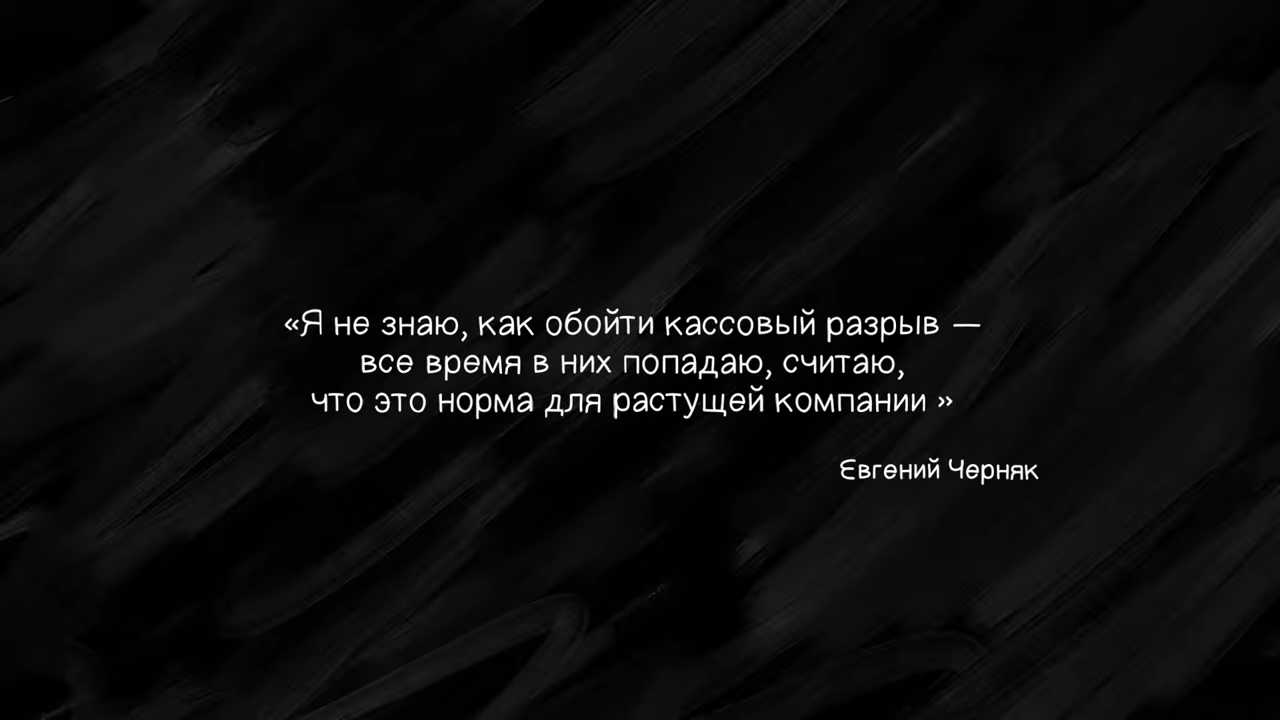 «Я не знаю, как обойти кассовый разрыв —
все время в них попадаю, считаю,
что это норма для растущей компании »
Евгений Черняк